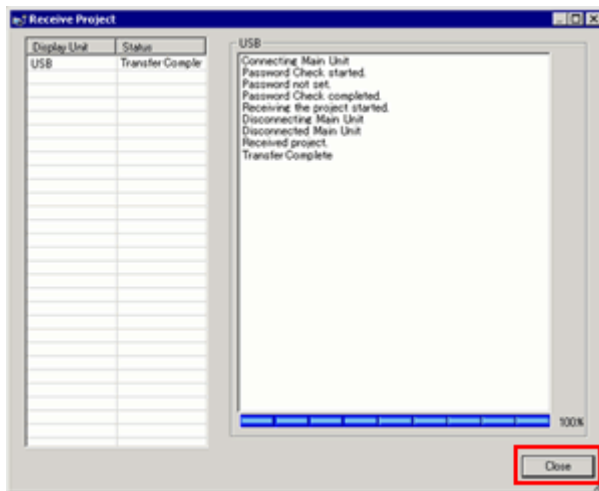 Receive Project
Display Unit Status
USB Transfer Compler
USB
Connecting Main Unit
Password Check started.
Password not set.
Password Check completed.
Receiving the project started.
Disconnecting Main Unit
Disconnected Main Unit
Received project.
Transfer Complete
100%
Close